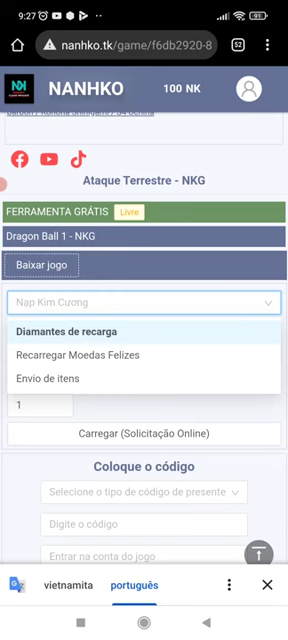 9:27
91
nanhko.tk/game/f6db2920-8
52
NANHKO
100 NK
Ataque Terrestre - NKG
FERRAMENTA GRÁTIS Livre
Dragon Ball 1 - NKG
Baixar jogo
Nạp Kim Cương
Diamantes de recarga
Recarregar Moedas Felizes
Envio de itens
1
Carregar (Solicitação Online)
Coloque o código
Selecione o tipo de código de presente
Digite o código
Entrar na conta do jogo
vietnamita português